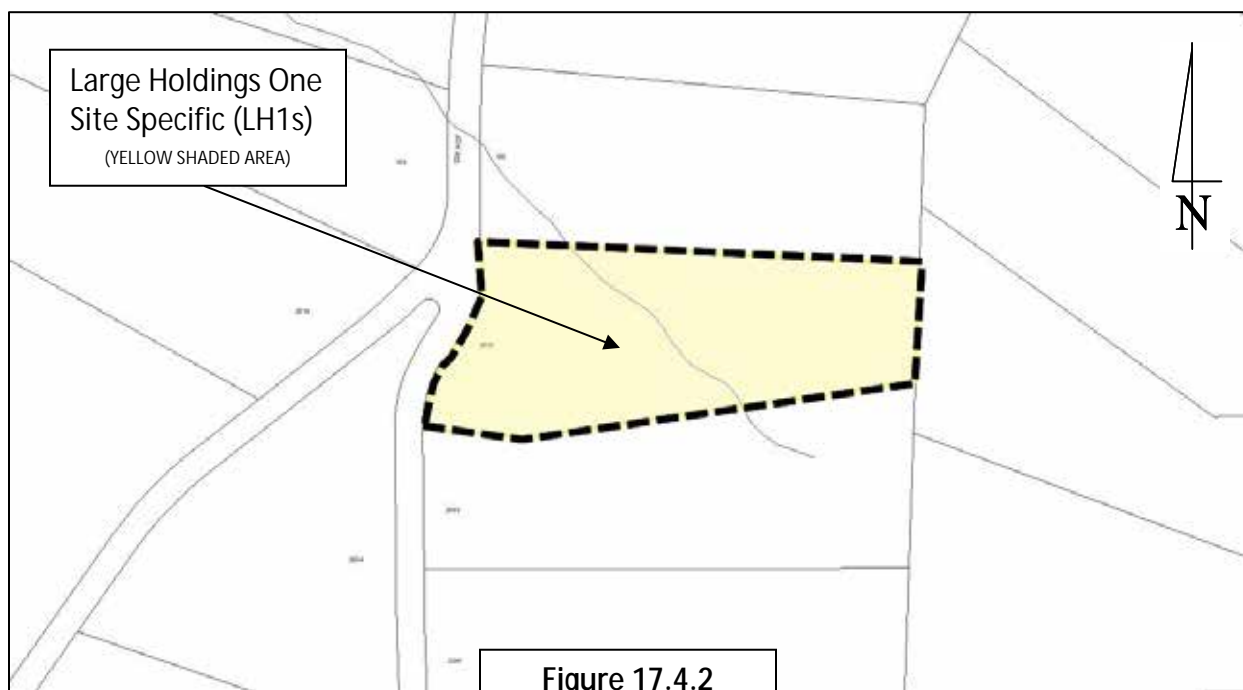 Large Holdings One
Site Specific (LH1s)
(YELLOW SHADED AREA)
N
Figure 17.4.2